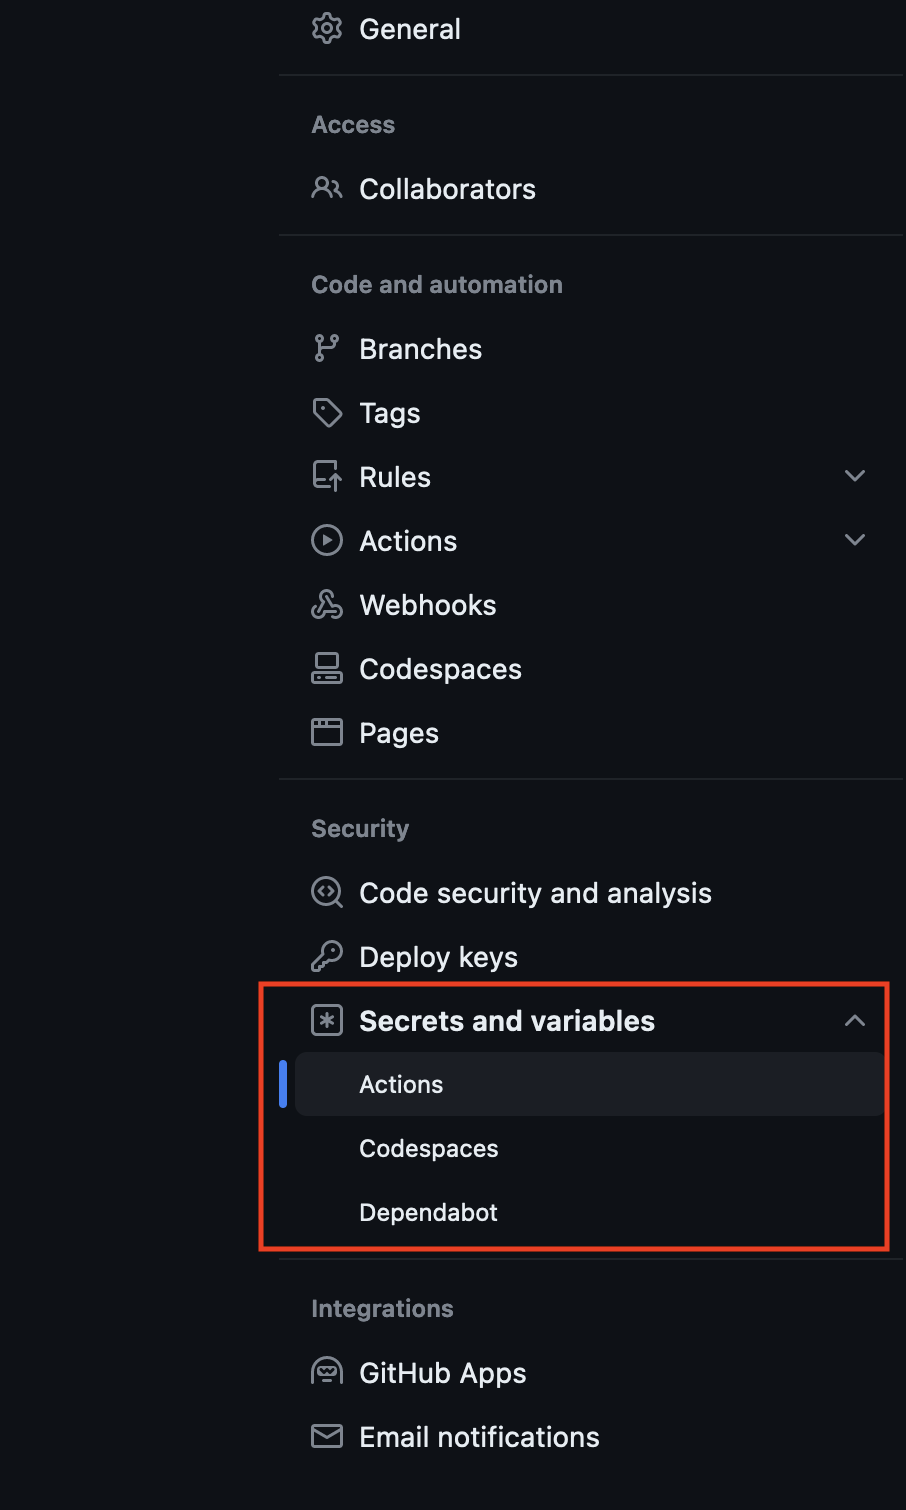 General
Access
Collaborators
Code and automation
Branches
Tags
Rules
Actions
Webhooks
Codespaces
Pages
Security
Code security and analysis
Deploy keys
Secrets and variables
Actions
Codespaces
Dependabot
Integrations
GitHub Apps
Email notifications